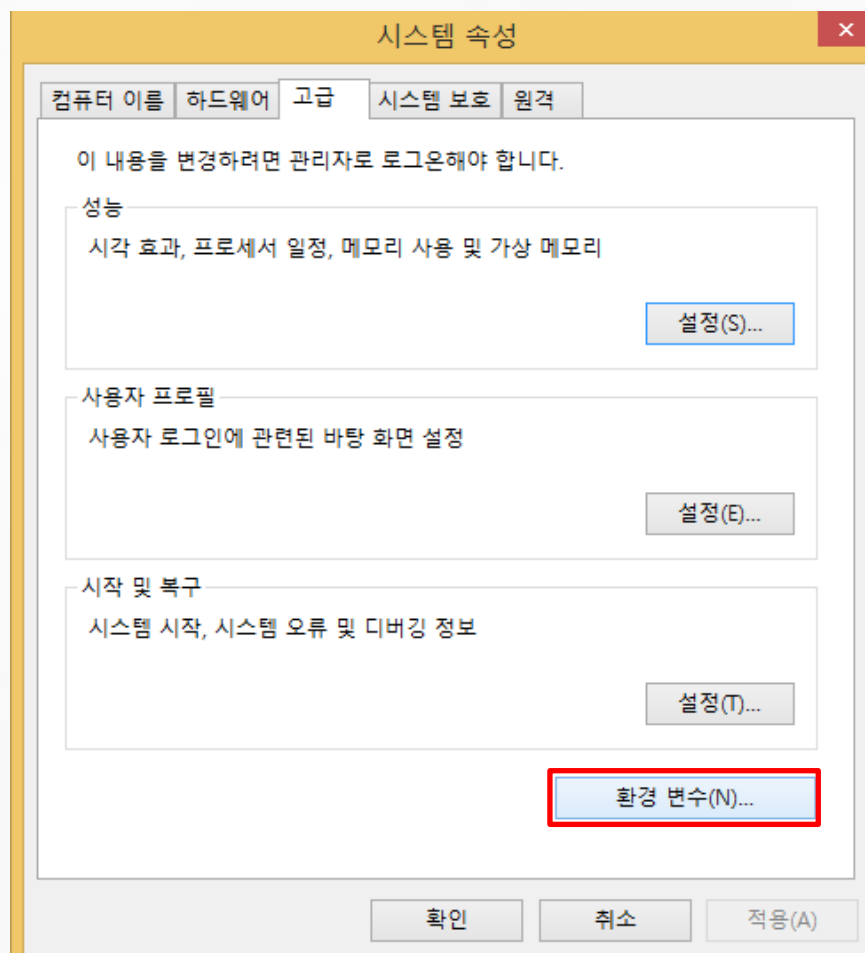 시스템 속성
컴퓨터 이름 하드웨어 고급 시스템 보호 원격
이 내용을 변경하려면 관리자로 로그온해야 합니다.
성능
시각 효과, 프로세서 일정, 메모리 사용 및 가상 메모리
설정(S)...
사용자 프로필
사용자 로그인에 관련된 바탕 화면 설정
설정(E)...
시작 및 복구
시스템 시작, 시스템 오류 및 디버깅 정보
설정(T)...
환경 변수(N)...
확인 취소 적용(A)